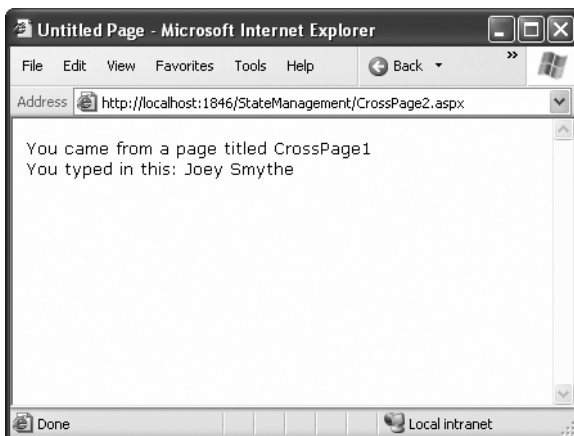 Untitled Page - Microsoft Internet Explorer
File Edit View Favorites Tools Help Back »
Address http://localhost:1846/StateManagement/CrossPage2.aspx
You came from a page titled CrossPage1
You typed in this: Joey Smythe
Done Local intranet